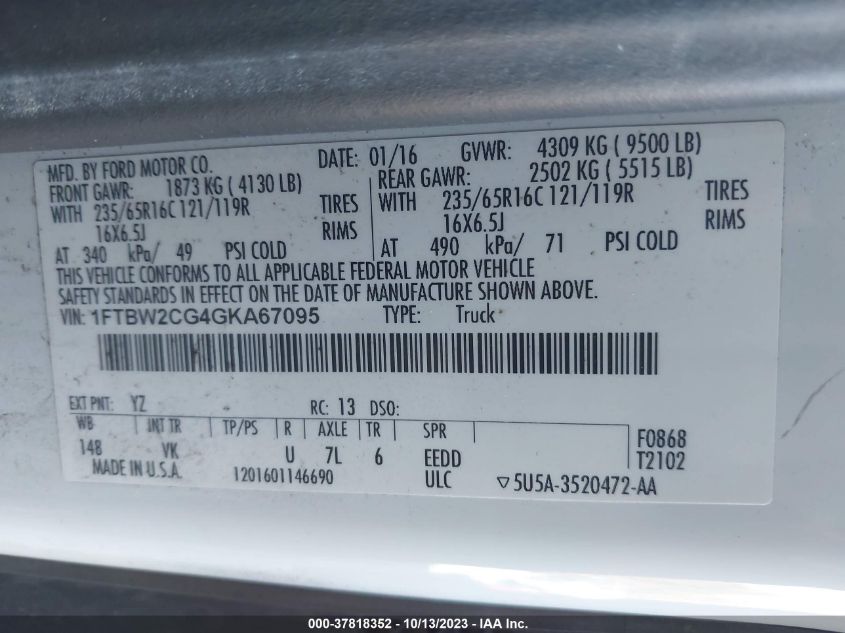 MFD. BY FORD MOTOR CO.
DATE: 01/16 GVWR: 4309 KG ( 9500 LB)
FRONT GAWR: 1873 KG ( 4130 LB)
WITH 235/65R16C 121/119R TIRES
16X6.5J RIMS
AT 340 kPa/ 49 PSI COLD
REAR GAWR: 2502 KG ( 5515 LB)
WITH 235/65R16C 121/119R TIRES
16X6.5J RIMS
AT 490 kPa/ 71 PSI COLD
THIS VEHICLE CONFORMS TO ALL APPLICABLE FEDERAL MOTOR VEHICLE
SAFETY STANDARDS IN EFFECT ON THE DATE OF MANUFACTURE SHOWN ABOVE.
VIN: 1FTBW2CG4GKA67095 TYPE: Truck
EXT PNT: YZ RC: 13 DSO:
WB INT TR TP/PS R AXLE TR SPR
148 VK U 7L 6 EEDD
F0868
T2102
MADE IN U.S.A. 1201601146690 ULC ▽5U5A-3520472-AA
000-37818352 - 10/13/2023 - IAA Inc.